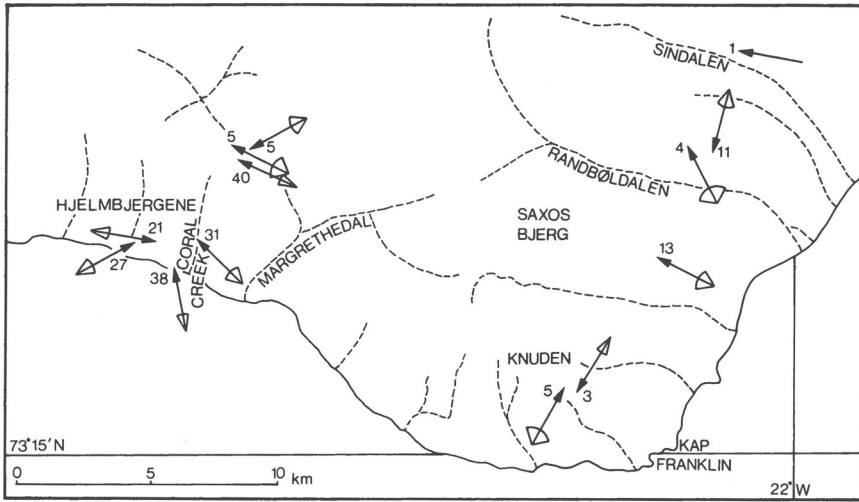 1
SINDALEN
5
5
4
11
40
RANDBØLDALEN
HJELMBJERGENE
21
31
SAXOS
BJERG
27
CORAL
CREEK
MARGRETHEDAL
13
38
KNUDEN
5
3
73°15'N
KAP
FRANKLIN
0 5 10 km
22°W